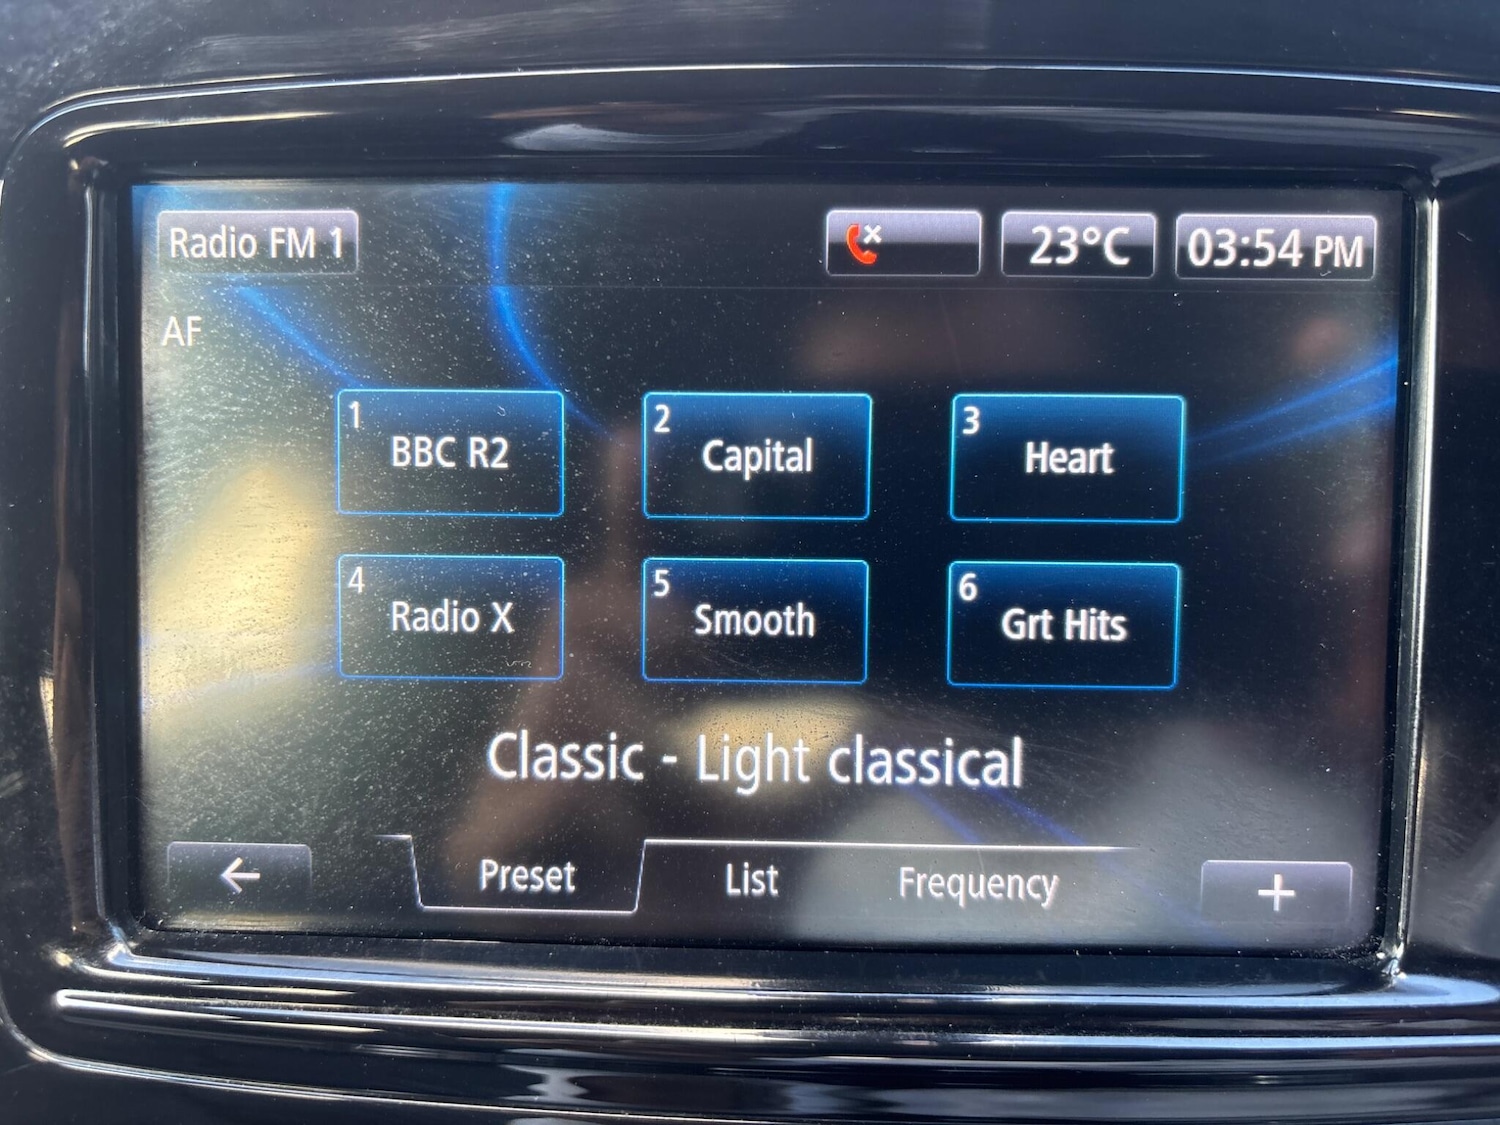 Radio FM 1
23°C
03:54 PM
AF
1
BBC R2
2
Capital
3
Heart
4
Radio X
5
Smooth
6
Grt Hits
Classic - Light classical
Preset
List
Frequency